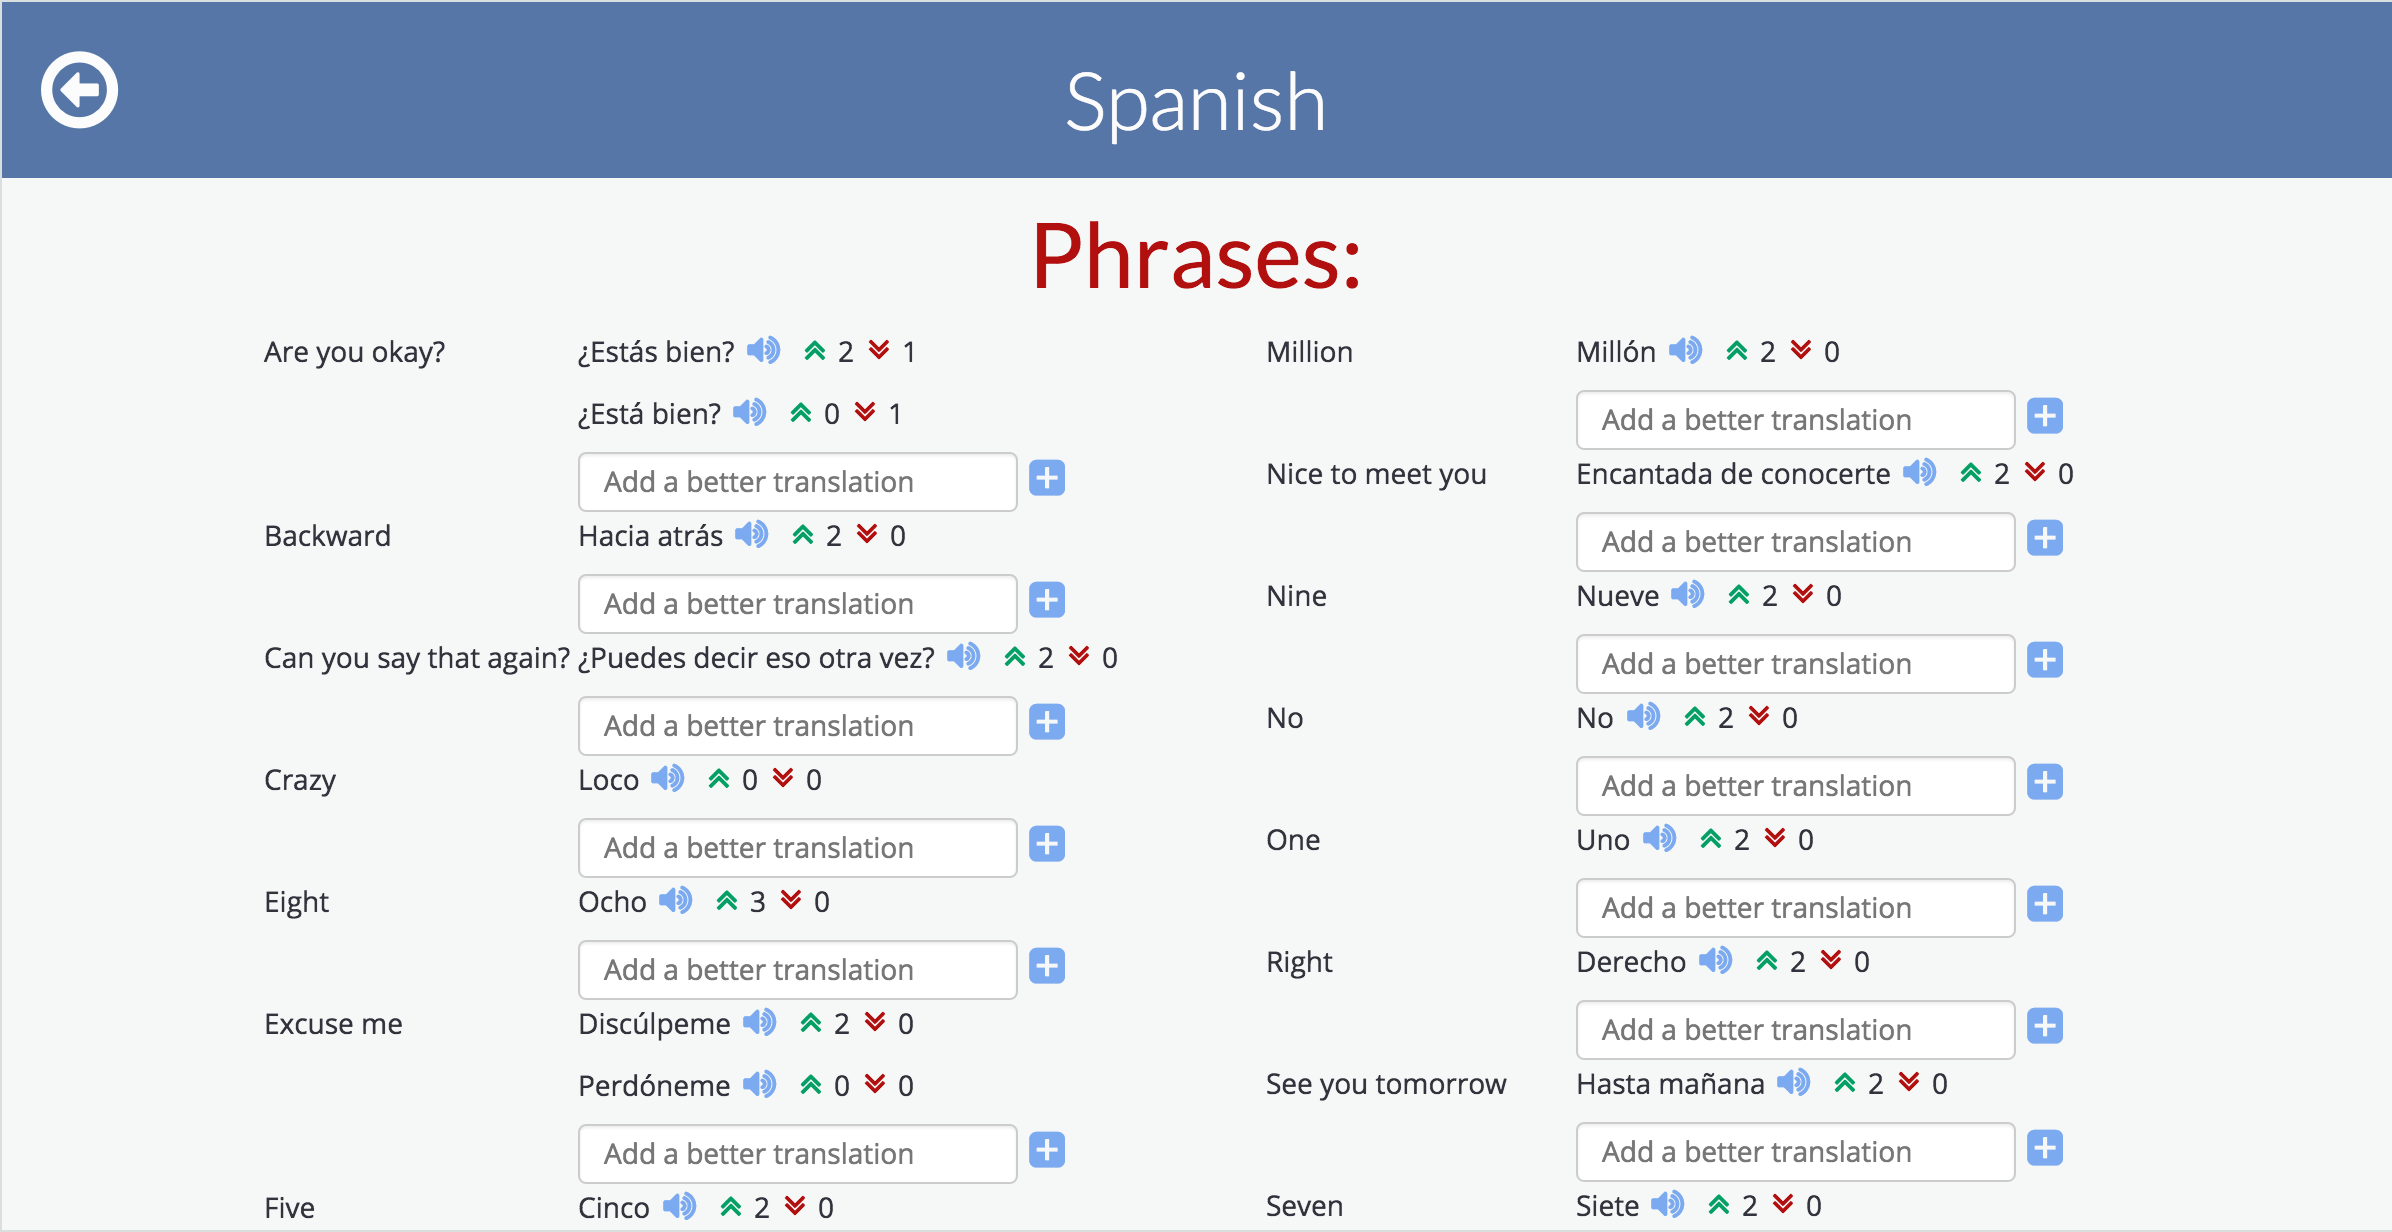 Spanish
Phrases:
Are you okay? ¿Estás bien? 2 1
¿Está bien? 0 1
Add a better translation
Backward Hacia atrás 2 0
Add a better translation
Can you say that again? ¿Puedes decir eso otra vez? 2 0
Add a better translation
Crazy Loco 0 0
Add a better translation
Eight Ocho 3 0
Add a better translation
Excuse me Discúlpeme 2 0
Perdóneme 0 0
Add a better translation
Five Cinco 2 0
Million Millón 2 0
Add a better translation
Nice to meet you Encantada de conocerte 2 0
Add a better translation
Nine Nueve 2 0
Add a better translation
No No 2 0
Add a better translation
One Uno 2 0
Add a better translation
Right Derecho 2 0
Add a better translation
See you tomorrow Hasta mañana 2 0
Add a better translation
Seven Siete 2 0